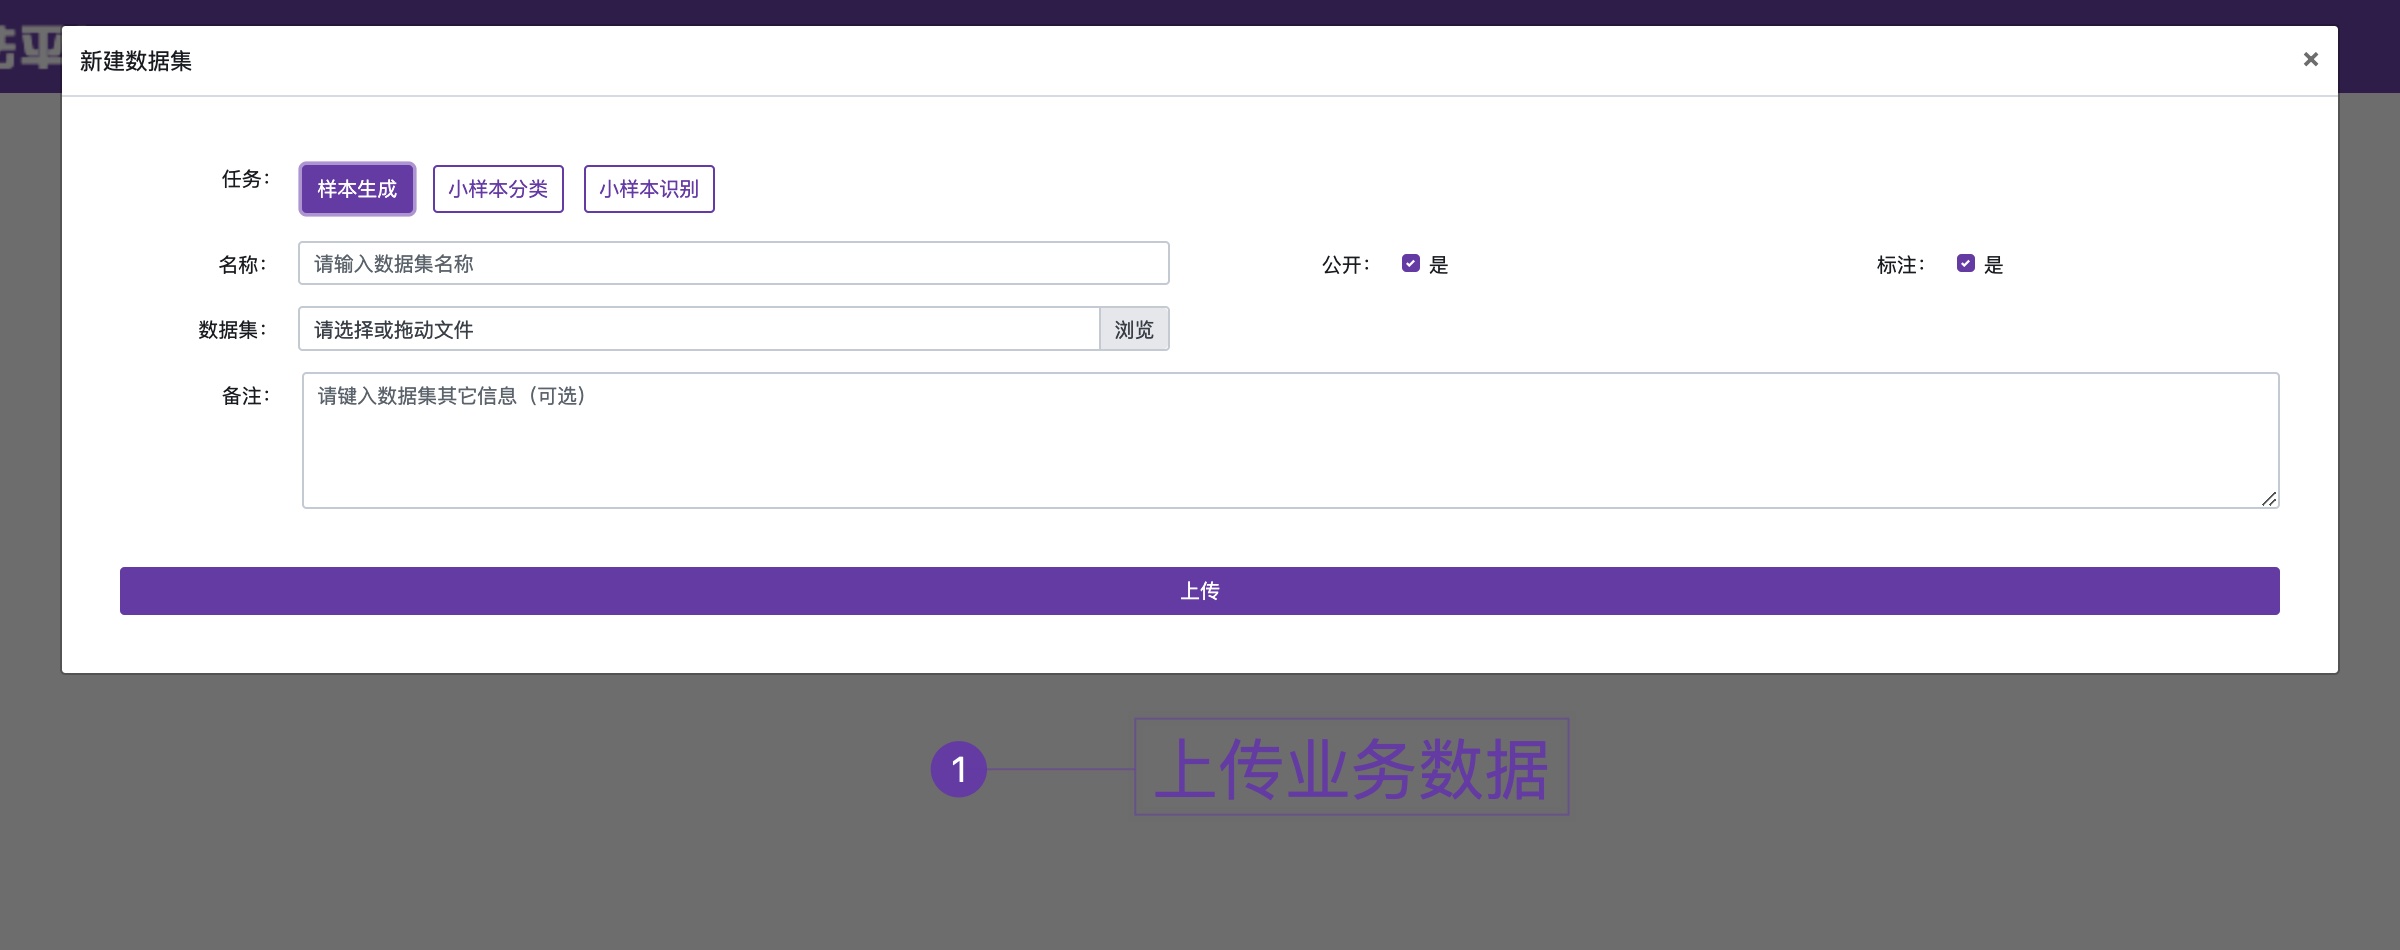 新建数据集 ×
任务： 样本生成 小样本分类 小样本识别
名称： 请输入数据集名称 公开： 是 标注： 是
数据集： 请选择或拖动文件 浏览
备注： 请键入数据集其它信息（可选）
上传
1 上传业务数据